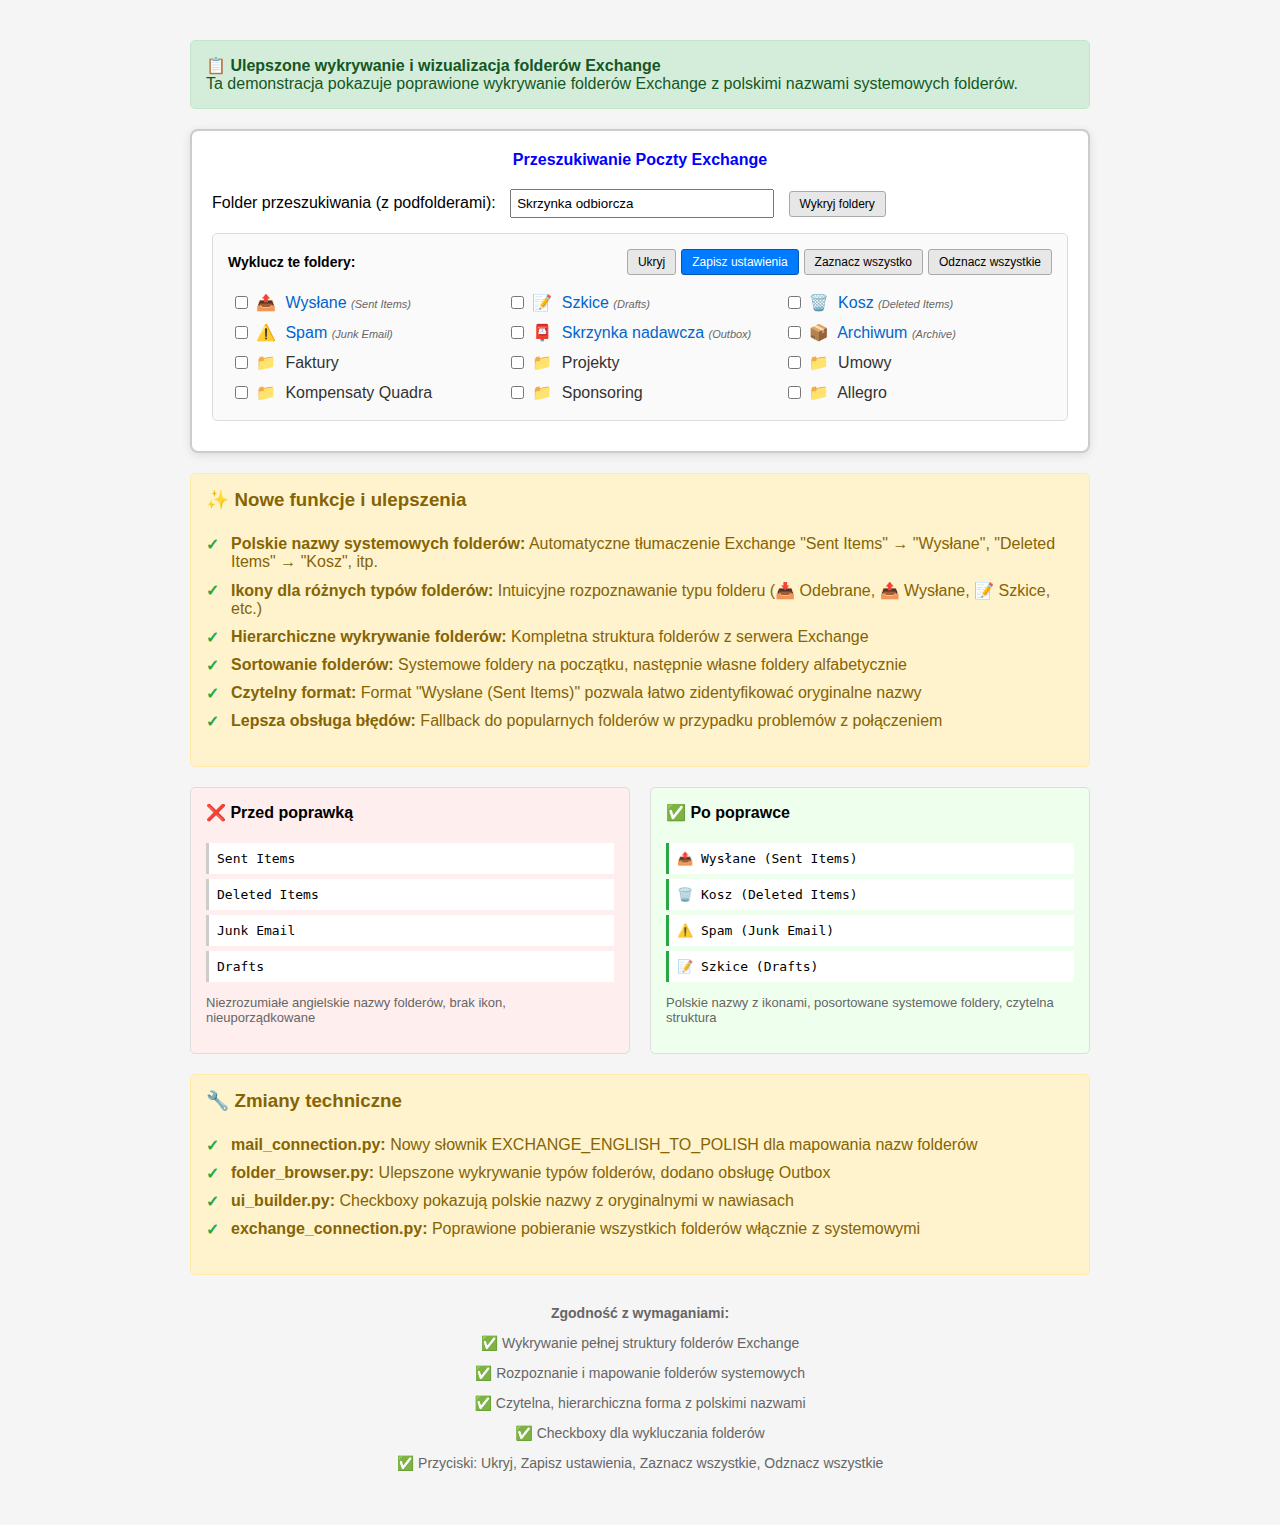 📋 Ulepszone wykrywanie i wizualizacja folderów Exchange
Ta demonstracja pokazuje poprawione wykrywanie folderów Exchange z polskimi nazwami systemowych folderów.
Przeszukiwanie Poczty Exchange
Folder przeszukiwania (z podfolderami): Skrzynka odbiorcza Wykryj foldery
Wyklucz te foldery: Ukryj Zapisz ustawienia Zaznacz wszystko Odznacz wszystkie
📤 Wysłane (Sent Items) 📝 Szkice (Drafts) 🗑️ Kosz (Deleted Items)
⚠️ Spam (Junk Email) 📮 Skrzynka nadawcza (Outbox) 📦 Archiwum (Archive)
📁 Faktury 📁 Projekty 📁 Umowy
📁 Kompensaty Quadra 📁 Sponsoring 📁 Allegro
✨ Nowe funkcje i ulepszenia
✓ Polskie nazwy systemowych folderów: Automatyczne tłumaczenie Exchange "Sent Items" → "Wysłane", "Deleted
Items" → "Kosz", itp.
✓ Ikony dla różnych typów folderów: Intuicyjne rozpoznawanie typu folderu (📥 Odebrane, 📤 Wysłane, 📝 Szkice,
etc.)
✓ Hierarchiczne wykrywanie folderów: Kompletna struktura folderów z serwera Exchange
✓ Sortowanie folderów: Systemowe foldery na początku, następnie własne foldery alfabetycznie
✓ Czytelny format: Format "Wysłane (Sent Items)" pozwala łatwo zidentyfikować oryginalne nazwy
✓ Lepsza obsługa błędów: Fallback do popularnych folderów w przypadku problemów z połączeniem
❌ Przed poprawką
Sent Items
Deleted Items
Junk Email
Drafts
Niezrozumiałe angielskie nazwy folderów, brak ikon,
nieuporządkowane
✅ Po poprawce
📤 Wysłane (Sent Items)
🗑️ Kosz (Deleted Items)
⚠️ Spam (Junk Email)
📝 Szkice (Drafts)
Polskie nazwy z ikonami, posortowane systemowe foldery, czytelna
struktura
🔧 Zmiany techniczne
✓ mail_connection.py: Nowy słownik EXCHANGE_ENGLISH_TO_POLISH dla mapowania nazw folderów
✓ folder_browser.py: Ulepszone wykrywanie typów folderów, dodano obsługę Outbox
✓ ui_builder.py: Checkboxy pokazują polskie nazwy z oryginalnymi w nawiasach
✓ exchange_connection.py: Poprawione pobieranie wszystkich folderów włącznie z systemowymi
Zgodność z wymaganiami:
✅ Wykrywanie pełnej struktury folderów Exchange
✅ Rozpoznanie i mapowanie folderów systemowych
✅ Czytelna, hierarchiczna forma z polskimi nazwami
✅ Checkboxy dla wykluczania folderów
✅ Przyciski: Ukryj, Zapisz ustawienia, Zaznacz wszystkie, Odznacz wszystkie